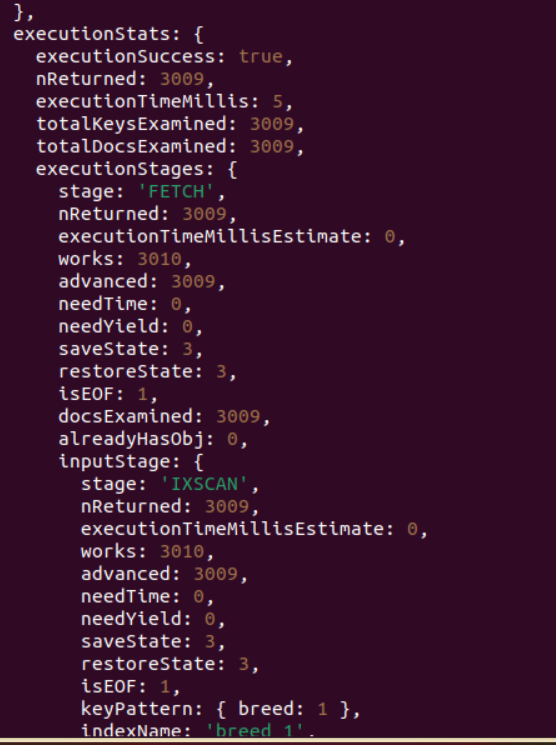 },
executionStats: {
executionSuccess: true,
nReturned: 3009,
executionTimeMillis: 5,
totalKeysExamined: 3009,
totalDocsExamined: 3009,
executionStages: {
stage: 'FETCH',
nReturned: 3009,
executionTimeMillisEstimate: 0,
works: 3010,
advanced: 3009,
needTime: 0,
needYield: 0,
saveState: 3,
restoreState: 3,
isEOF: 1,
docsExamined: 3009,
alreadyHasObj: 0,
inputStage: {
stage: 'IXSCAN',
nReturned: 3009,
executionTimeMillisEstimate: 0,
works: 3010,
advanced: 3009,
needTime: 0,
needYield: 0,
saveState: 3,
restoreState: 3,
isEOF: 1,
keyPattern: { breed: 1 },
indexName: 'breed_1',